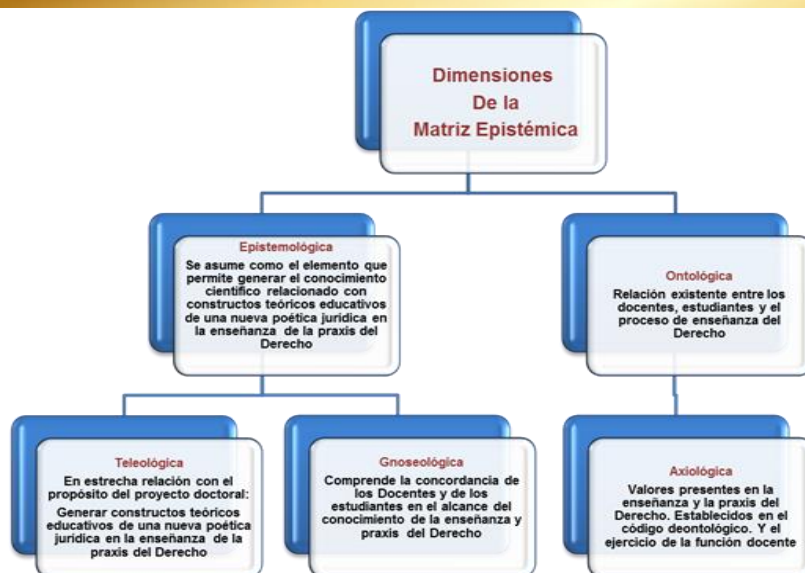 Dimensiones
De la
Matriz Epistémica
Epistemológica
Se asume como el elemento que
permite generar el conocimiento
científico relacionado con
constructos teóricos educativos
de una nueva poética jurídica en
la enseñanza de la praxis del
Derecho
Ontológica
Relación existente entre los
docentes, estudiantes y el
proceso de enseñanza del
Derecho
Teleológica
En estrecha relación con el
propósito del proyecto doctoral:
Generar constructos teóricos
educativos de una nueva poética
jurídica en la enseñanza de la
praxis del Derecho
Gnoseológica
Comprende la concordancia de
los Docentes y de los
estudiantes en el alcance del
conocimiento de la enseñanza y
praxis del Derecho
Axiológica
Valores presentes en la
enseñanza y la praxis del
Derecho. Establecidos en el
código deontológico. Y el
ejercicio de la función docente